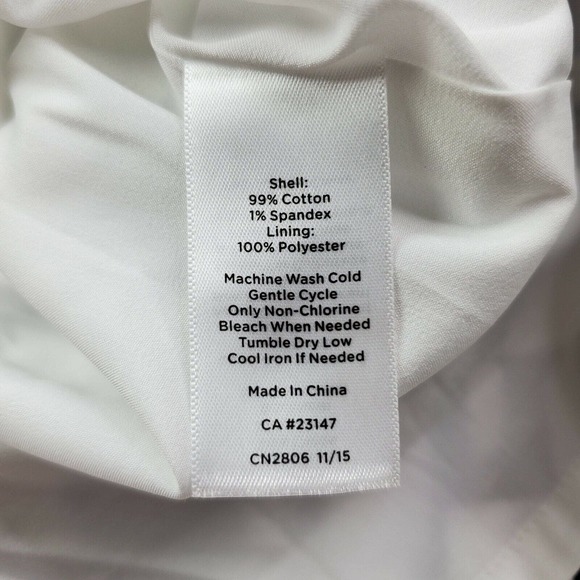 Shell:
99% Cotton
1% Spandex
Lining:
100% Polyester
Machine Wash Cold
Gentle Cycle
Only Non-Chlorine
Bleach When Needed
Tumble Dry Low
Cool Iron If Needed
Made In China
CA #23147
CN2806 11/15